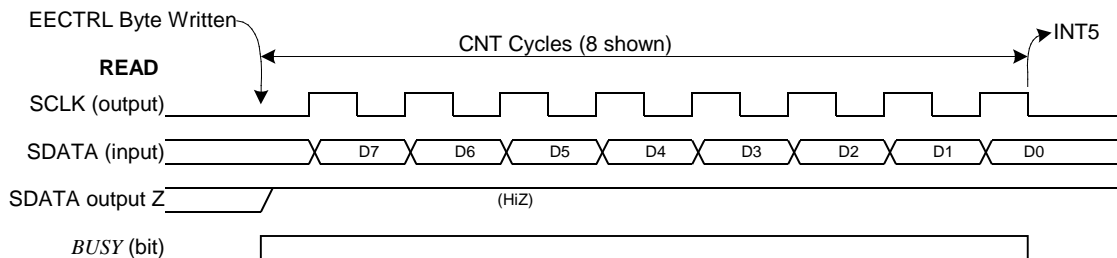 EECTRL Byte Written
CNT Cycles (8 shown)
INT5
READ
SCLK (output)
SDATA (input)
D7 D6 D5 D4 D3 D2 D1 D0
SDATA output Z
(HiZ)
BUSY (bit)